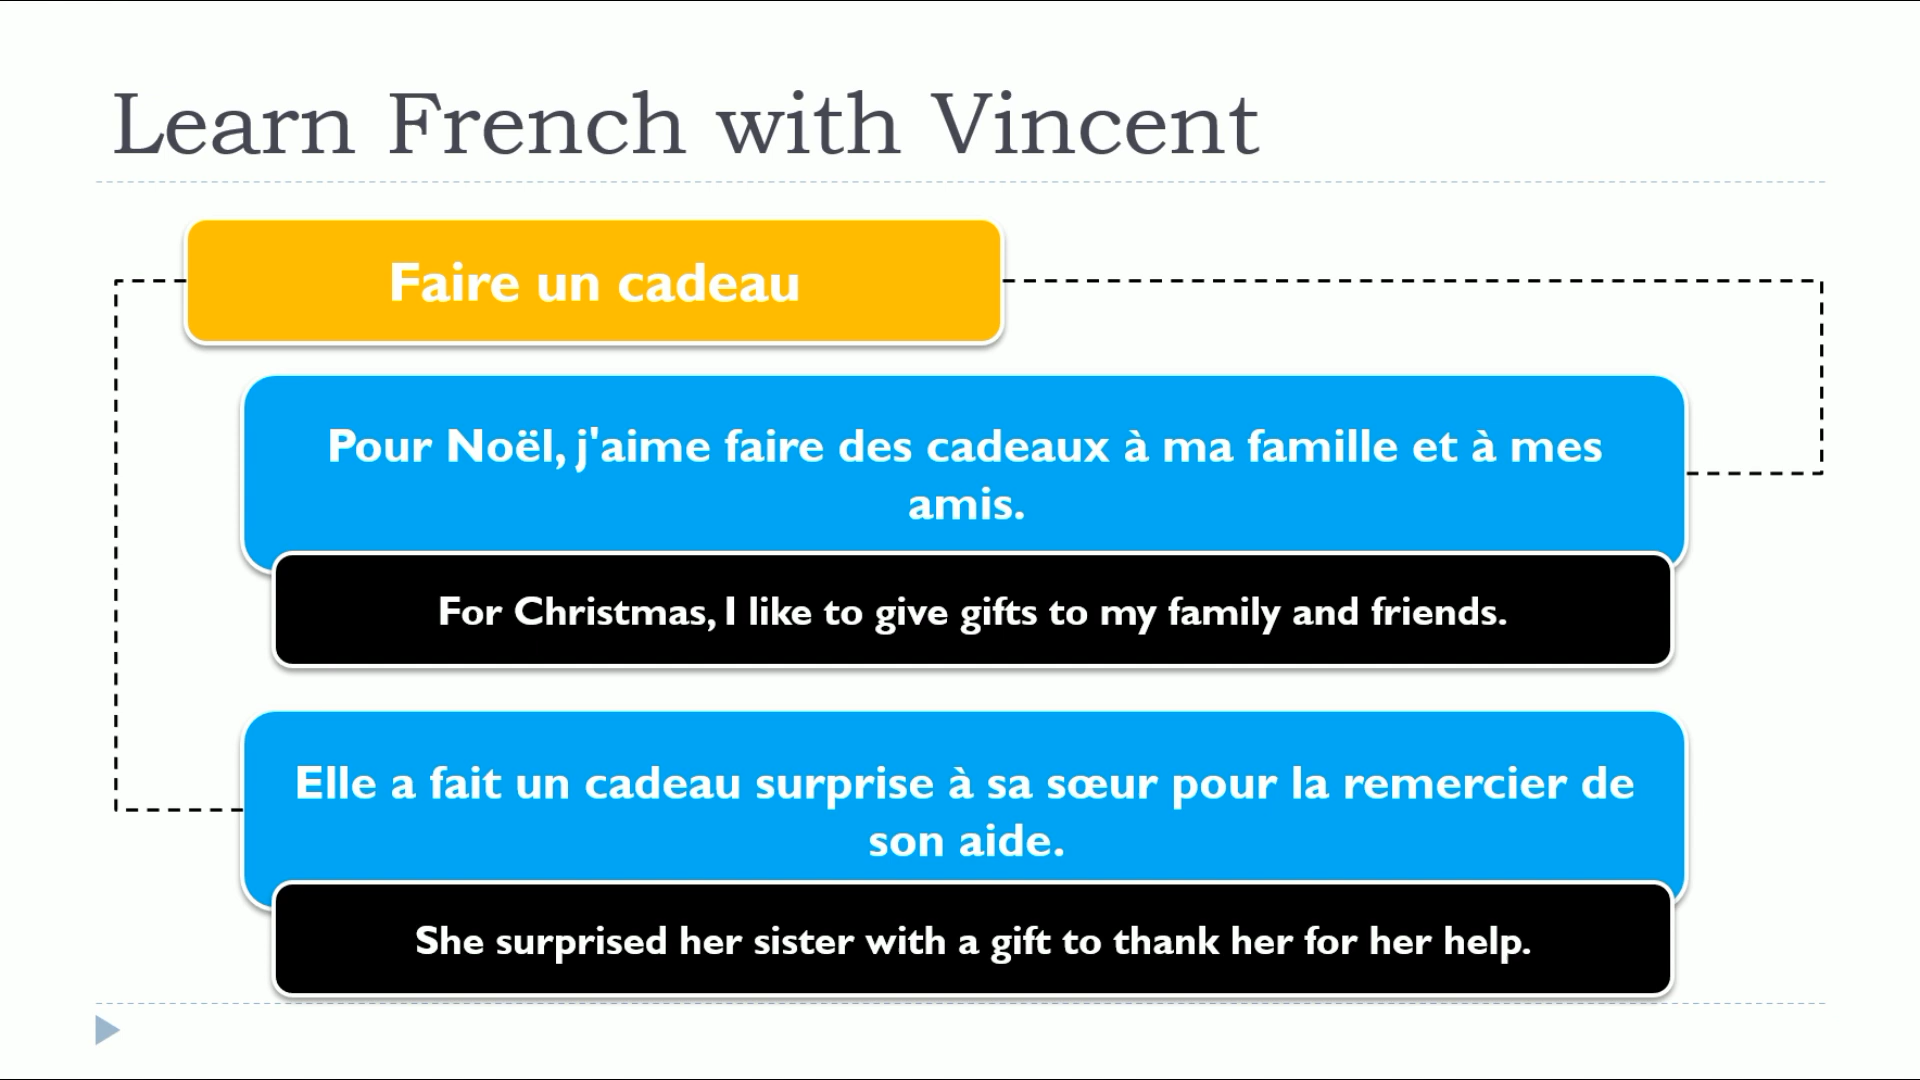 Learn French with Vincent
Faire un cadeau
Pour Noël, j'aime faire des cadeaux à ma famille et à mes
amis.
For Christmas, I like to give gifts to my family and friends.
Elle a fait un cadeau surprise à sa sœur pour la remercier de
son aide.
She surprised her sister with a gift to thank her for her help.